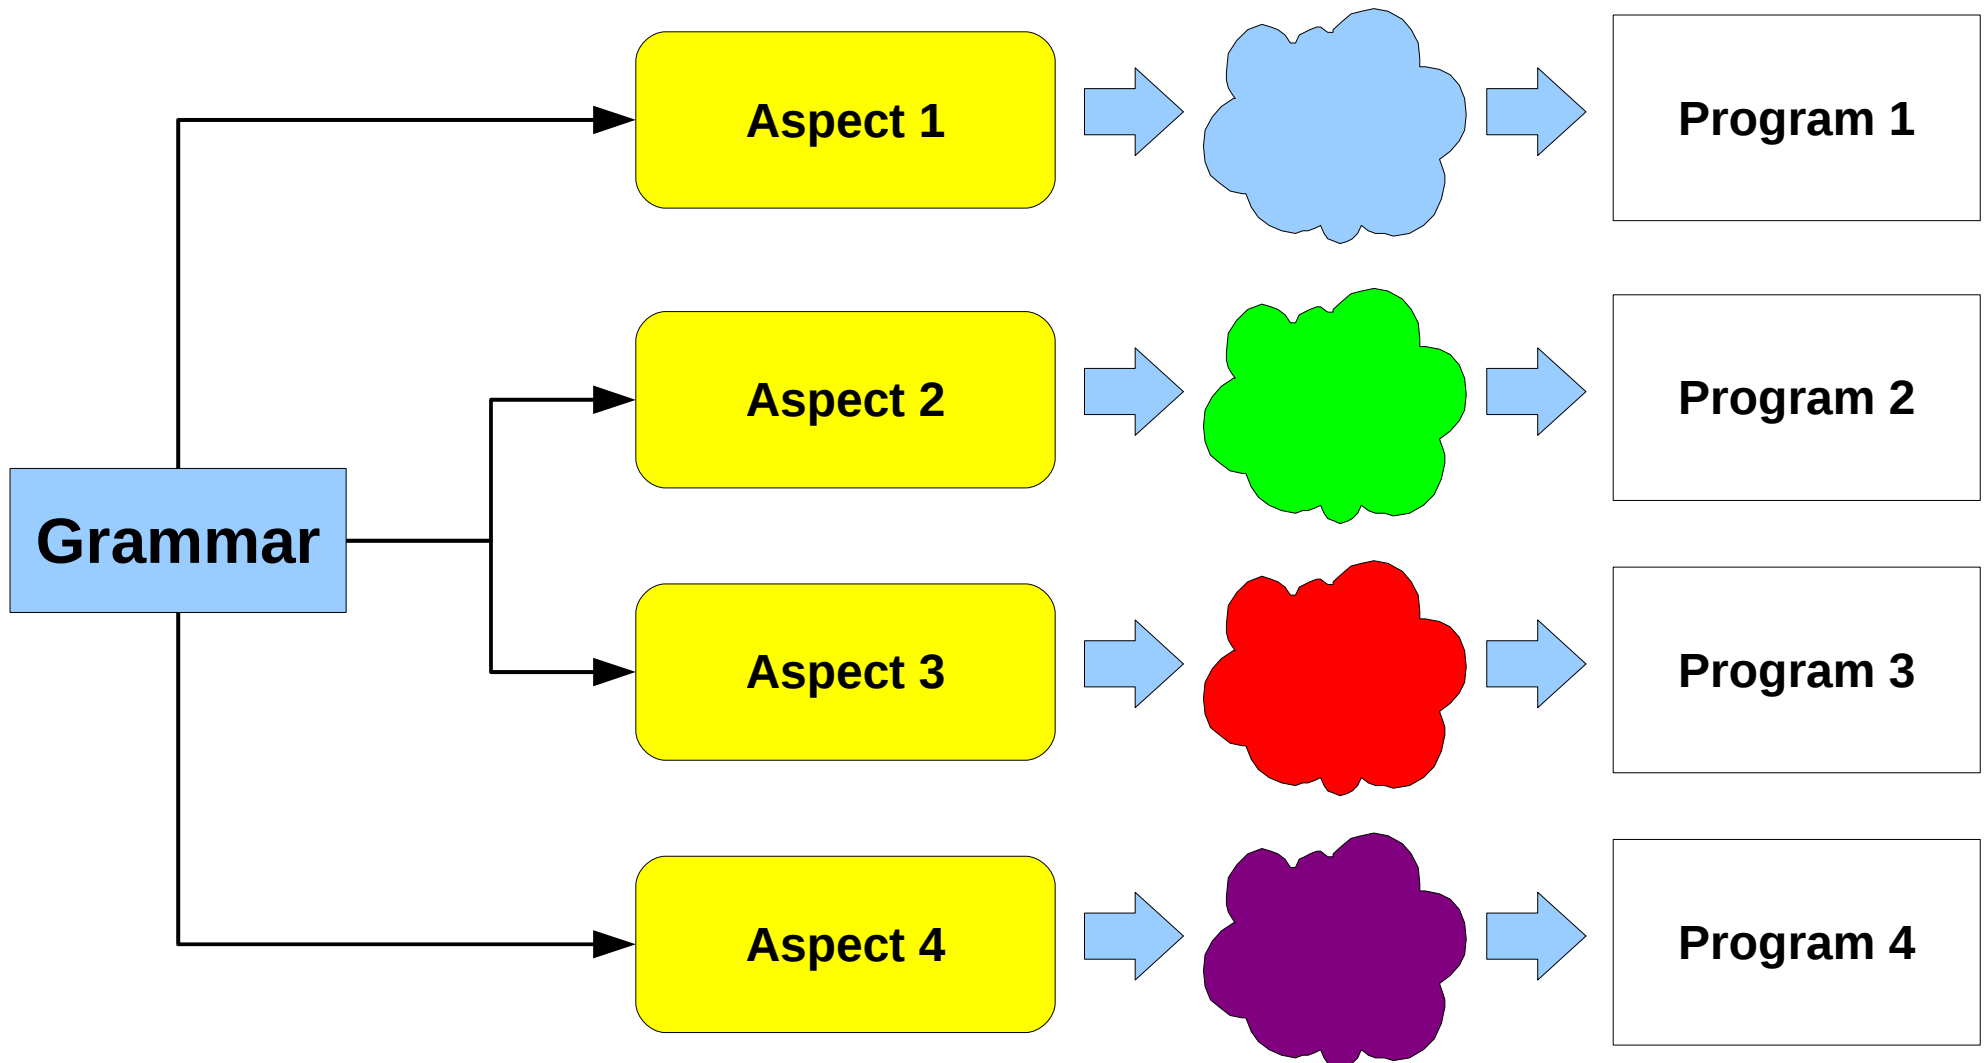 Aspect 1
Program 1
Aspect 2
Program 2
Grammar
Aspect 3
Program 3
Aspect 4
Program 4